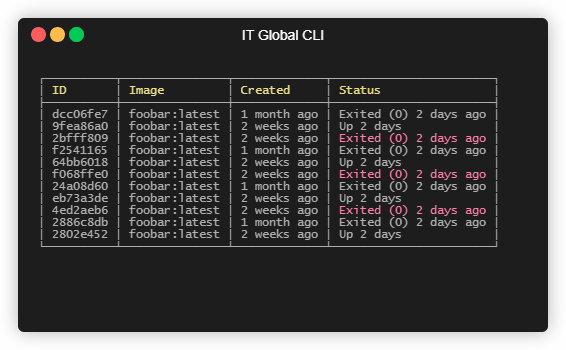 IT Global CLI
ID Image Created Status
dcc06fe7 foobar:latest 1 month ago Exited (0) 2 days ago
9fea86a0 foobar:latest 2 weeks ago Up 2 days
2bfff809 foobar:latest 2 weeks ago Exited (0) 2 days ago
f2541165 foobar:latest 1 month ago Exited (0) 2 days ago
64bb6018 foobar:latest 2 weeks ago Up 2 days
f068ffe0 foobar:latest 2 weeks ago Exited (0) 2 days ago
24a08d60 foobar:latest 1 month ago Exited (0) 2 days ago
eb73a3de foobar:latest 2 weeks ago Up 2 days
4ed2aeb6 foobar:latest 2 weeks ago Exited (0) 2 days ago
2886c8db foobar:latest 1 month ago Exited (0) 2 days ago
2802e452 foobar:latest 2 weeks ago Up 2 days